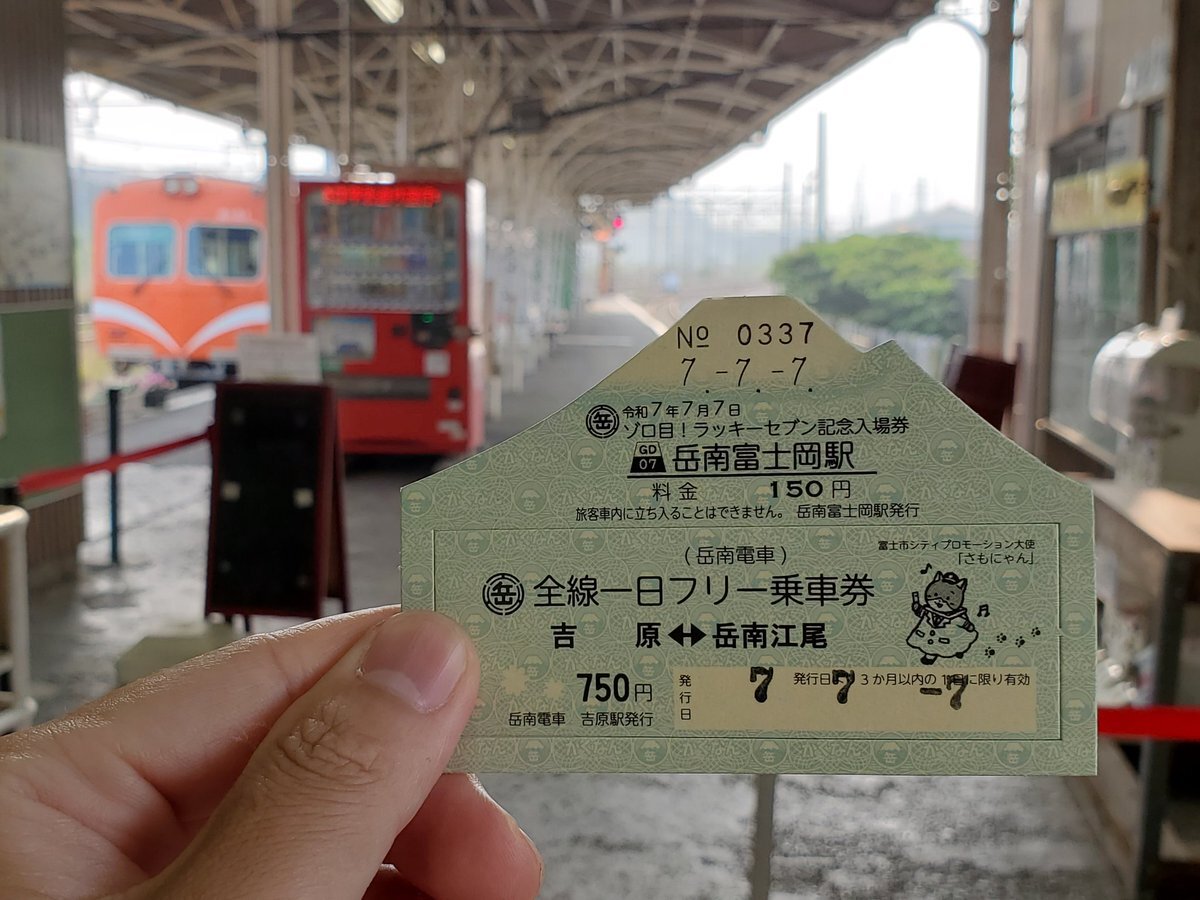 № 0337
7.-7.-7.
岳 令和7年7月7日
ゾロ目！ラッキーセブン記念入場券
GD 07 岳南富士岡駅
料金 150円
旅客車内に立ち入ることはできません。 岳南富士岡駅発行
(岳南電車)
富士市シティプロモーション大使
「さもにゃん」
岳 全線一日フリー乗車券
吉原↔岳南江尾
750円
発行日 7 7 -7
発行日 3か月以内の1日に限り有効
岳南電車 吉原駅発行